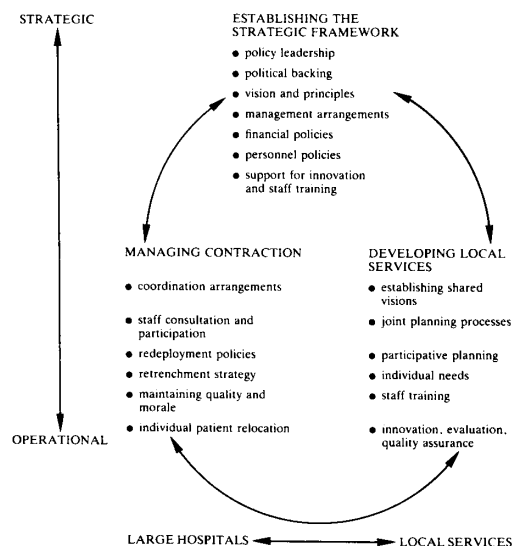 STRATEGIC
ESTABLISHING THE
STRATEGIC FRAMEWORK
• policy leadership
• political backing
• vision and principles
• management arrangements
• financial policies
• personnel policies
• support for innovation
and staff training
MANAGING CONTRACTION
• coordination arrangements
• staff consultation and
participation
• redeployment policies
• retrenchment strategy
• maintaining quality and
morale
• individual patient relocation
DEVELOPING LOCAL
SERVICES
• establishing shared
visions
• joint planning processes
• participative planning
• individual needs
• staff training
• innovation, evaluation,
quality assurance
OPERATIONAL
LARGE HOSPITALS
LOCAL SERVICES